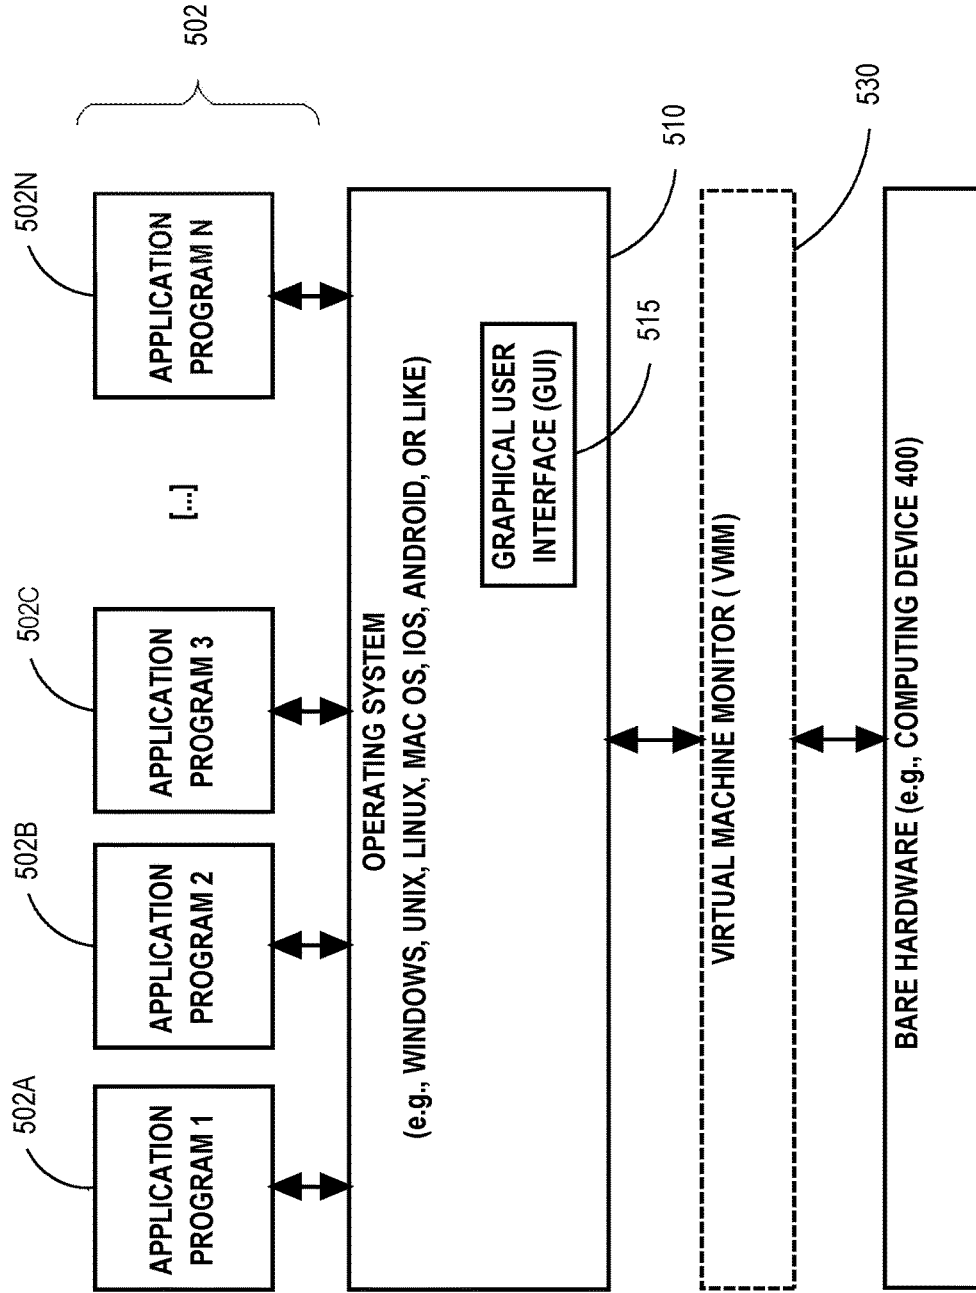 502
502A
502B
502C
502N
APPLICATION
PROGRAM 1
APPLICATION
PROGRAM 2
APPLICATION
PROGRAM 3
[...]
APPLICATION
PROGRAM N
OPERATING SYSTEM
(e.g., WINDOWS, UNIX, LINUX, MAC OS, IOS, ANDROID, OR LIKE)
GRAPHICAL USER
INTERFACE (GUI)
515
510
VIRTUAL MACHINE MONITOR ( VMM)
530
BARE HARDWARE (e.g., COMPUTING DEVICE 400)